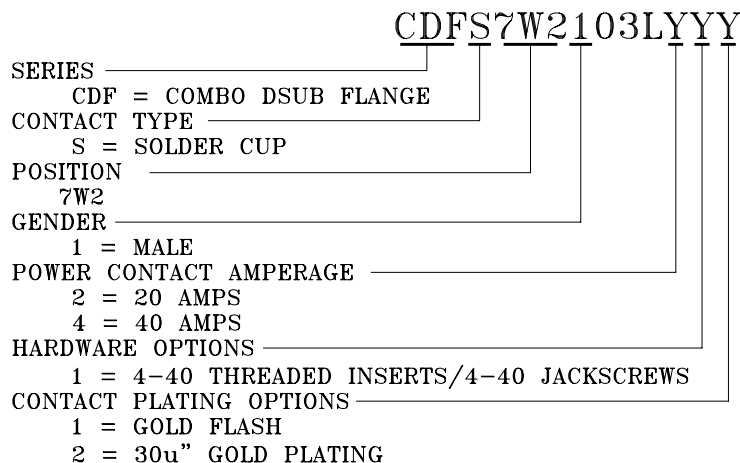 CDFS7W2103LYYY
SERIES
CDF = COMBO DSUB FLANGE
CONTACT TYPE
S = SOLDER CUP
POSITION
7W2
GENDER
1 = MALE
POWER CONTACT AMPERAGE
2 = 20 AMPS
4 = 40 AMPS
HARDWARE OPTIONS
1 = 4-40 THREADED INSERTS/4-40 JACKSCREWS
CONTACT PLATING OPTIONS
1 = GOLD FLASH
2 = 30u" GOLD PLATING